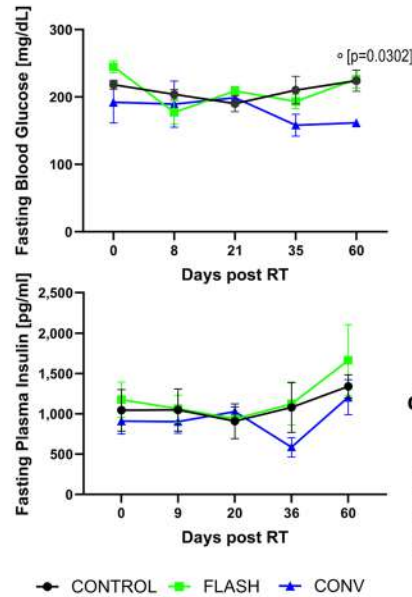 Fasting Blood Glucose [mg/dL]
300
200
100
0
° [p=0.0302]
0 8 21 35 60
Days post RT
Fasting Plasma Insulin [pg/ml]
2,500
2,000
1,500
1,000
500
0
0 9 20 36 60
Days post RT
CONTROL FLASH CONV